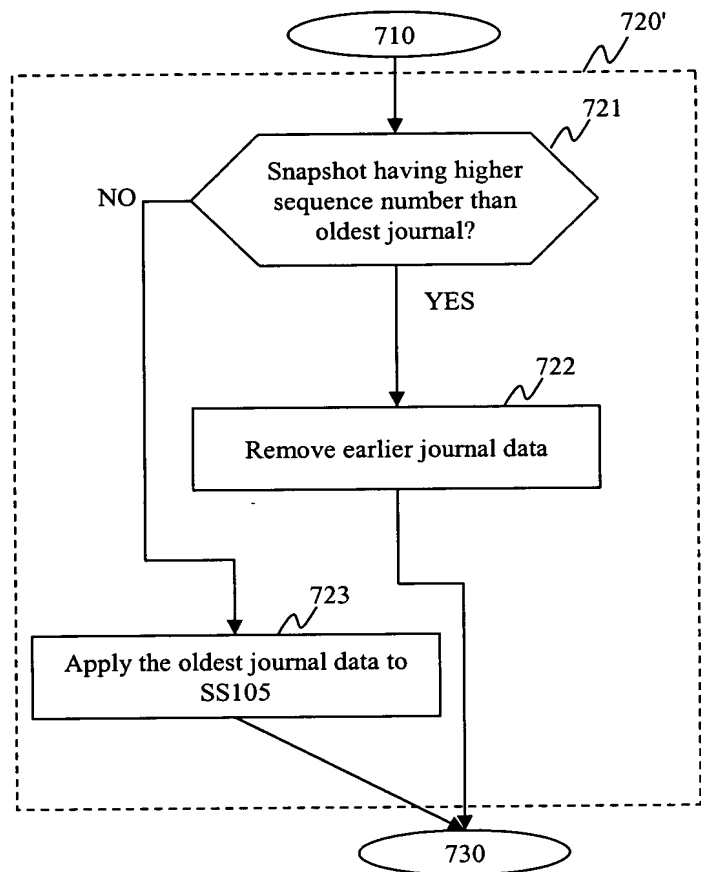 710
720'
721
Snapshot having higher
sequence number than
oldest journal?
NO
YES
722
Remove earlier journal data
723
Apply the oldest journal data to
SS105
730